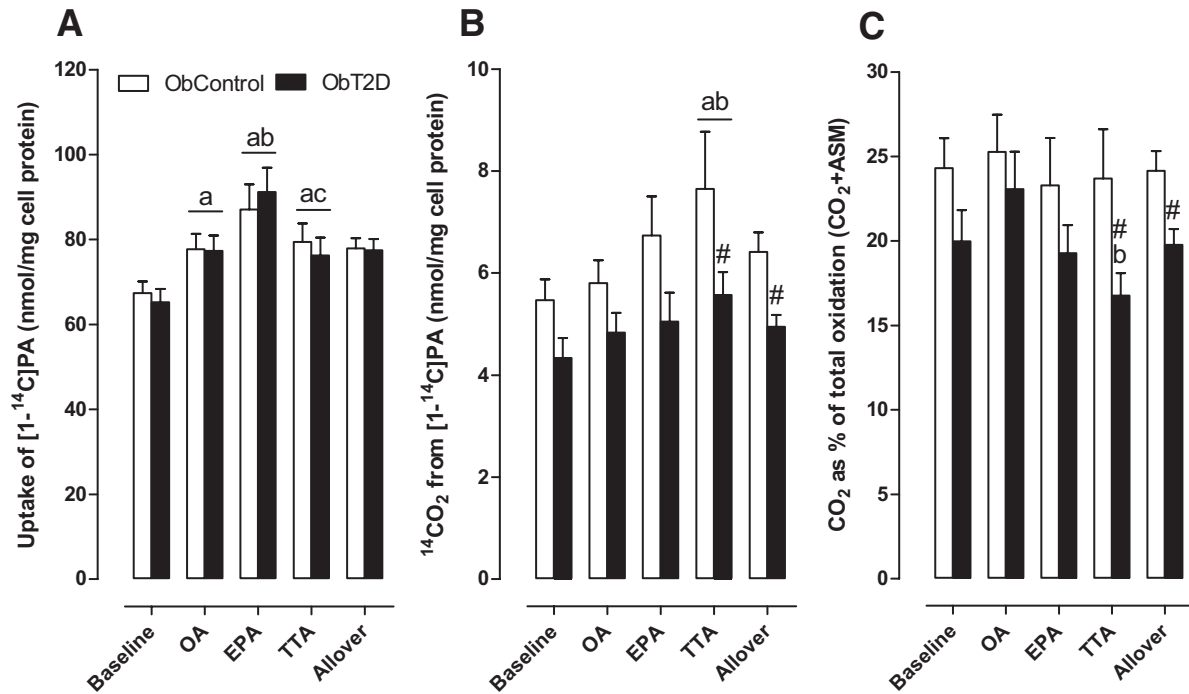 A
Uptake of [1-¹⁴C]PA (nmol/mg cell protein)
120
100
80
60
40
20
0
ObControl ObT2D
a
ab
ac
Baseline
OA
EPA
TTA
Allover
B
¹⁴CO₂ from [1-¹⁴C]PA (nmol/mg cell protein)
10
8
6
4
2
0
ab
#
#
Baseline
OA
EPA
TTA
Allover
C
CO₂ as % of total oxidation (CO₂+ASM)
30
25
20
15
10
5
0
#
b
#
Baseline
OA
EPA
TTA
Allover